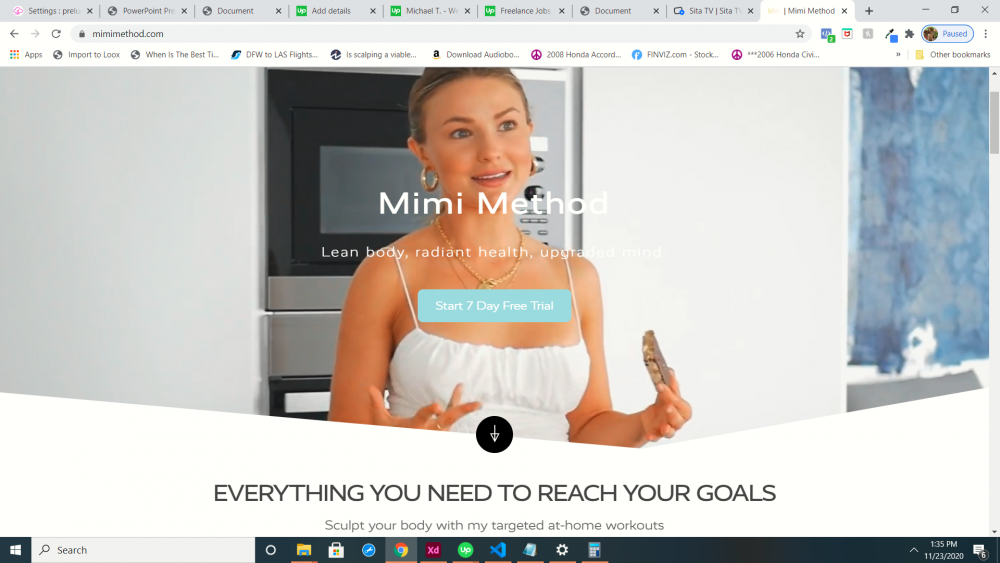 Settings : prelu
PowerPoint Pre
Document
Add details
Michael T. - We
Freelance Jobs
Document
Sita TV | Sita TV
| Mimi Method
mimimethod.com
Paused
Apps
Import to Loox
When Is The Best Ti...
DFW to LAS Flights...
Is scalping a viable...
Download Audiobo...
2008 Honda Accord...
FINVIZ.com - Stock...
***2006 Honda Civi...
»
Other bookmarks
Mimi Method
Lean body, radiant health, upgraded mind
Start 7 Day Free Trial
EVERYTHING YOU NEED TO REACH YOUR GOALS
Sculpt your body with my targeted at-home workouts
Search
1:35 PM
11/23/2020
6